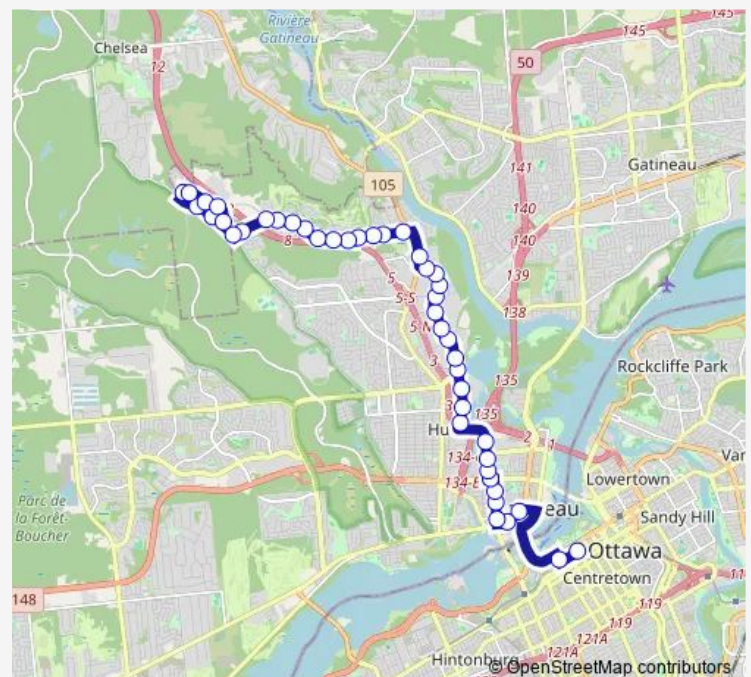 145
Rivière
Gatineau
145
Chelsea
12
50
141
Gatineau
105
140
8
140
5
139
5-5
138
5-N
3
Rockcliffe Park
135
3
135
Hu
2
1
134-
Lowertown
134-E
Parc de
la Forêt-
Boucher
eau
Sandy Hill
Ottawa
148
Centretown
119
119
121A
Hintonburg
121A
© OpenStreetMap contributors